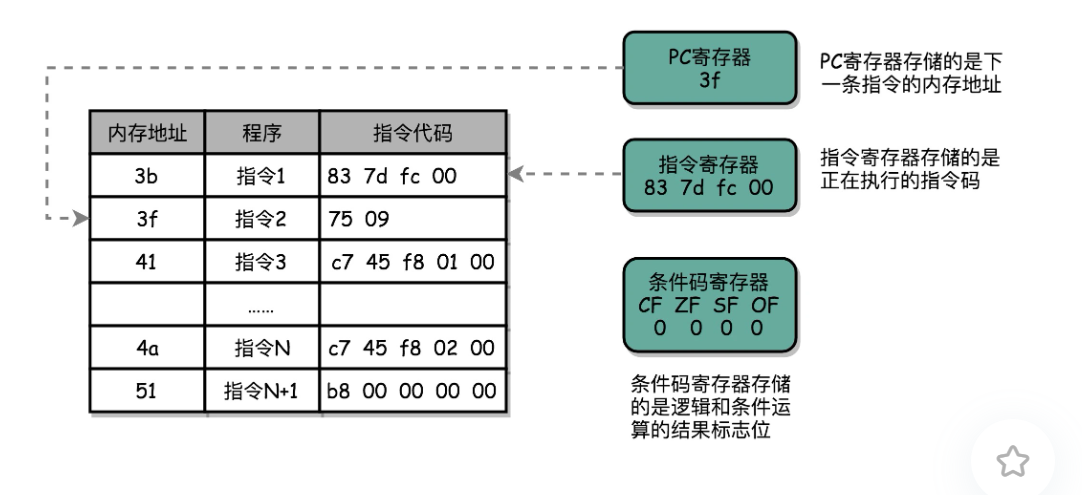 PC寄存器
3f
PC寄存器存储的是下
一条指令的内存地址
内存地址 程序 指令代码
3b 指令1 83 7d fc 00
3f 指令2 75 09
41 指令3 c7 45 f8 01 00
......
4a 指令N c7 45 f8 02 00
51 指令N+1 b8 00 00 00 00
指令寄存器
83 7d fc 00
指令寄存器存储的是
正在执行的指令码
条件码寄存器
CF ZF SF OF
0 0 0 0
条件码寄存器存储
的是逻辑和条件运
算的结果标志位